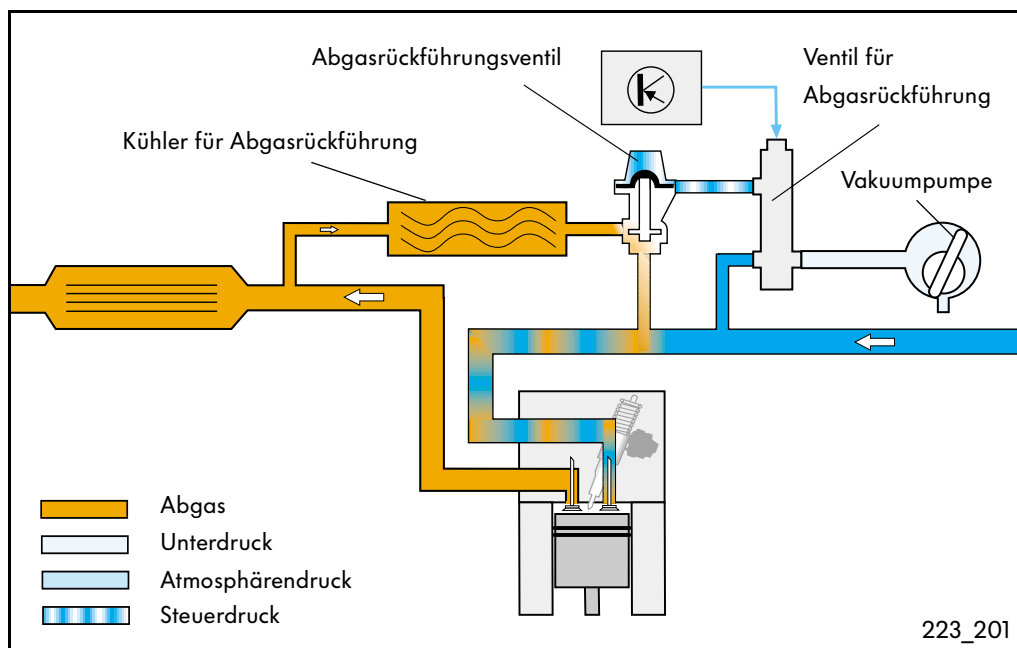 Abgasrückführungsventil
Ventil für
Abgasrückführung
Kühler für Abgasrückführung
Vakuumpumpe
Abgas
Unterdruck
Atmosphärendruck
Steuerdruck
223_201